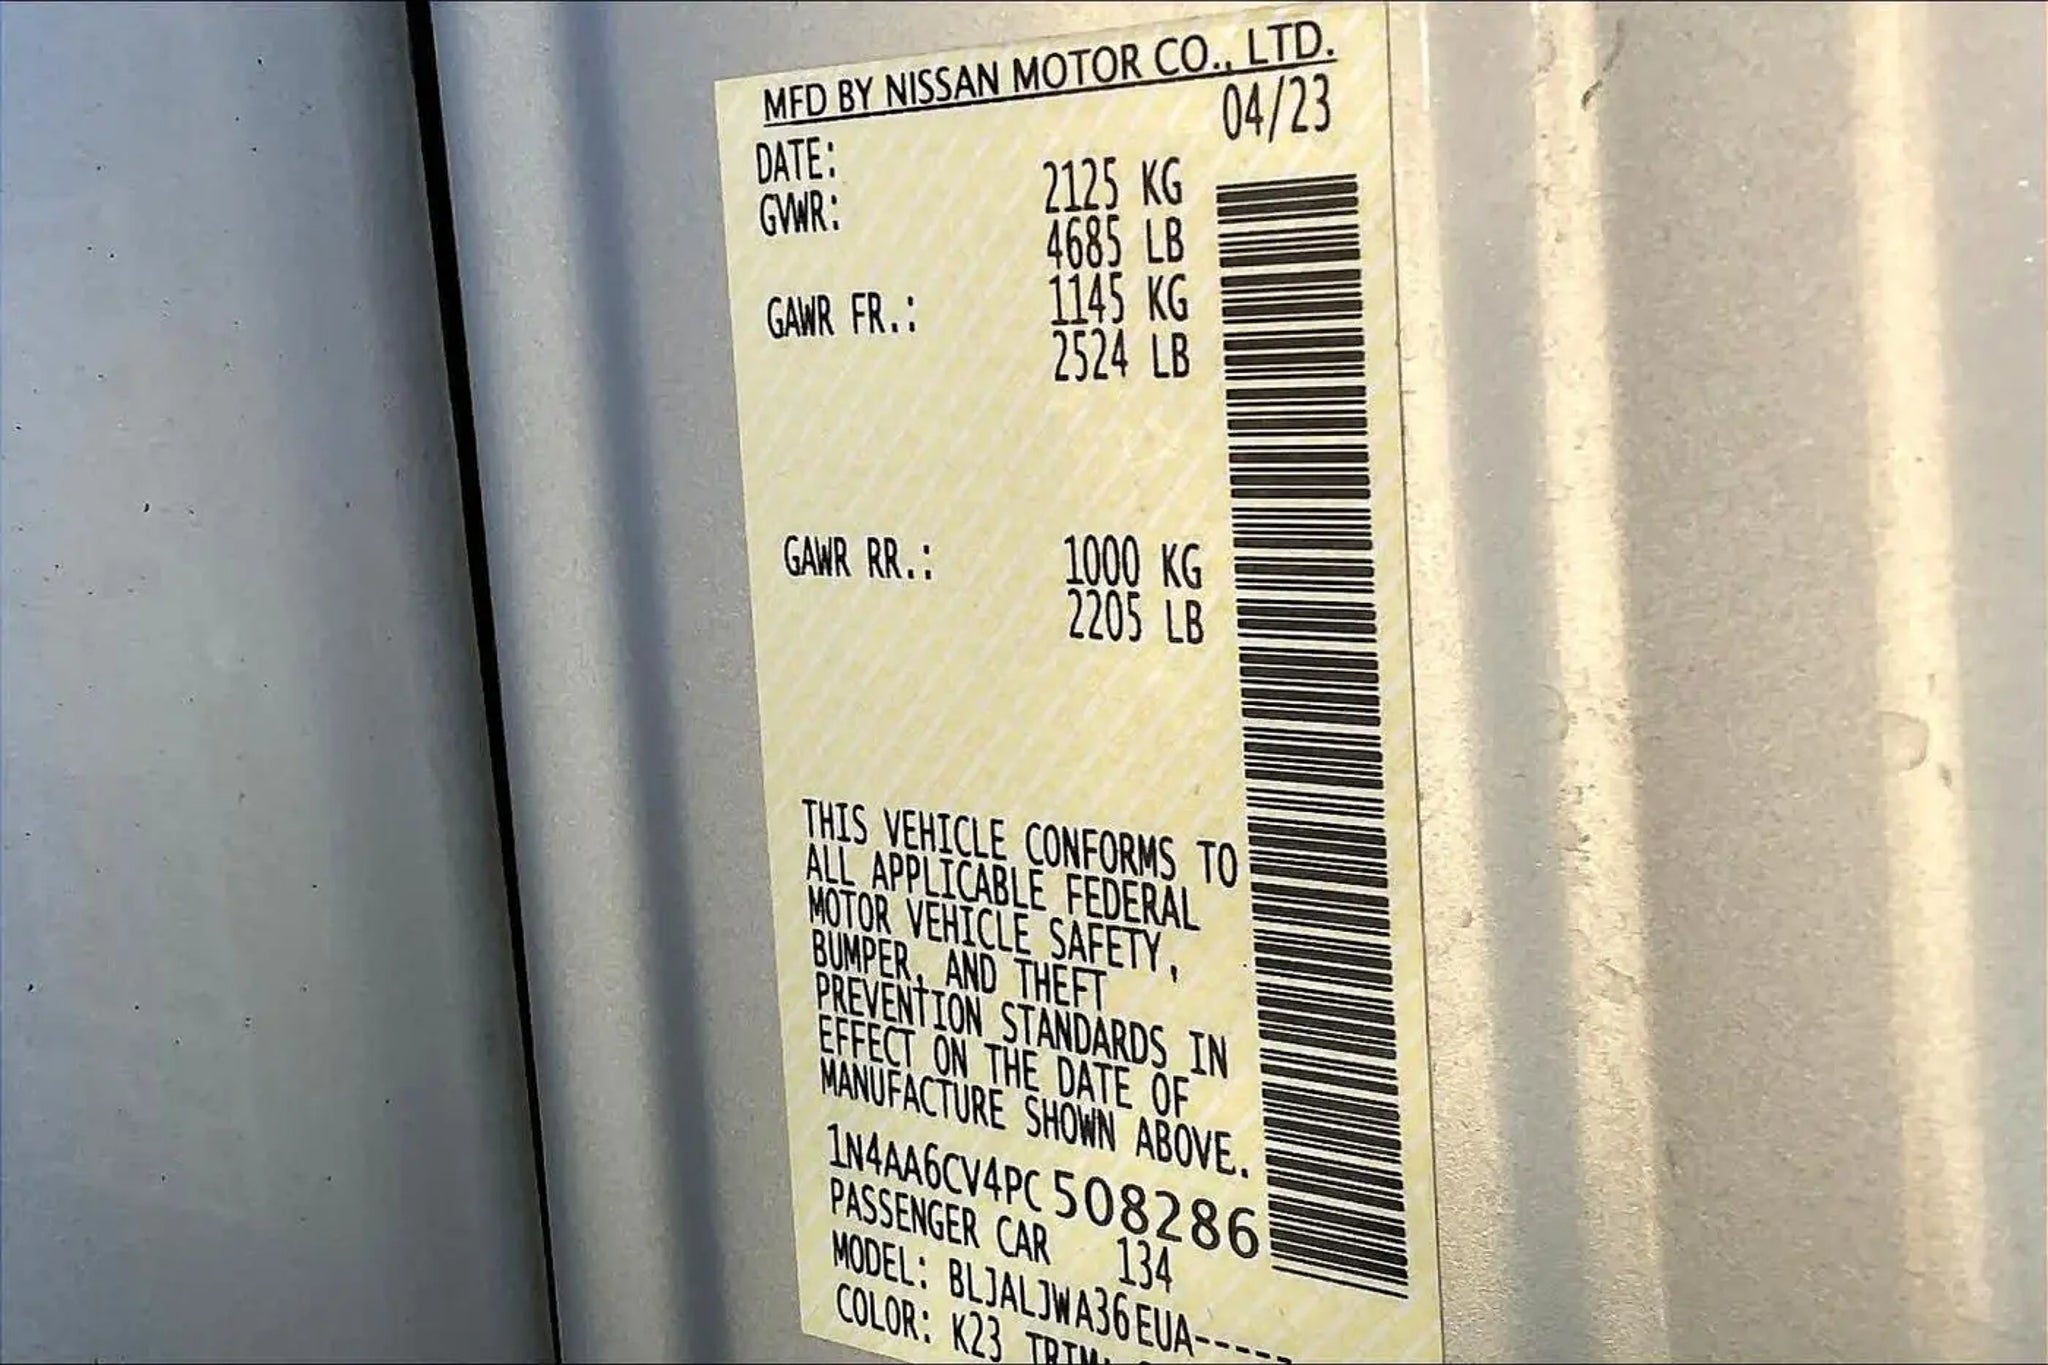 MFD BY NISSAN MOTOR CO., LTD.
DATE: 04/23
GVWR: 2125 KG
4685 LB
GAWR FR.: 1145 KG
2524 LB
GAWR RR.: 1000 KG
2205 LB
THIS VEHICLE CONFORMS TO
ALL APPLICABLE FEDERAL
MOTOR VEHICLE SAFETY,
BUMPER, AND THEFT
PREVENTION STANDARDS IN
EFFECT ON THE DATE OF
MANUFACTURE SHOWN ABOVE.
1N4AA6CV4PC508286
PASSENGER CAR 134
MODEL: BLJALJWA36EUA-----
COLOR: K23 TRIM: